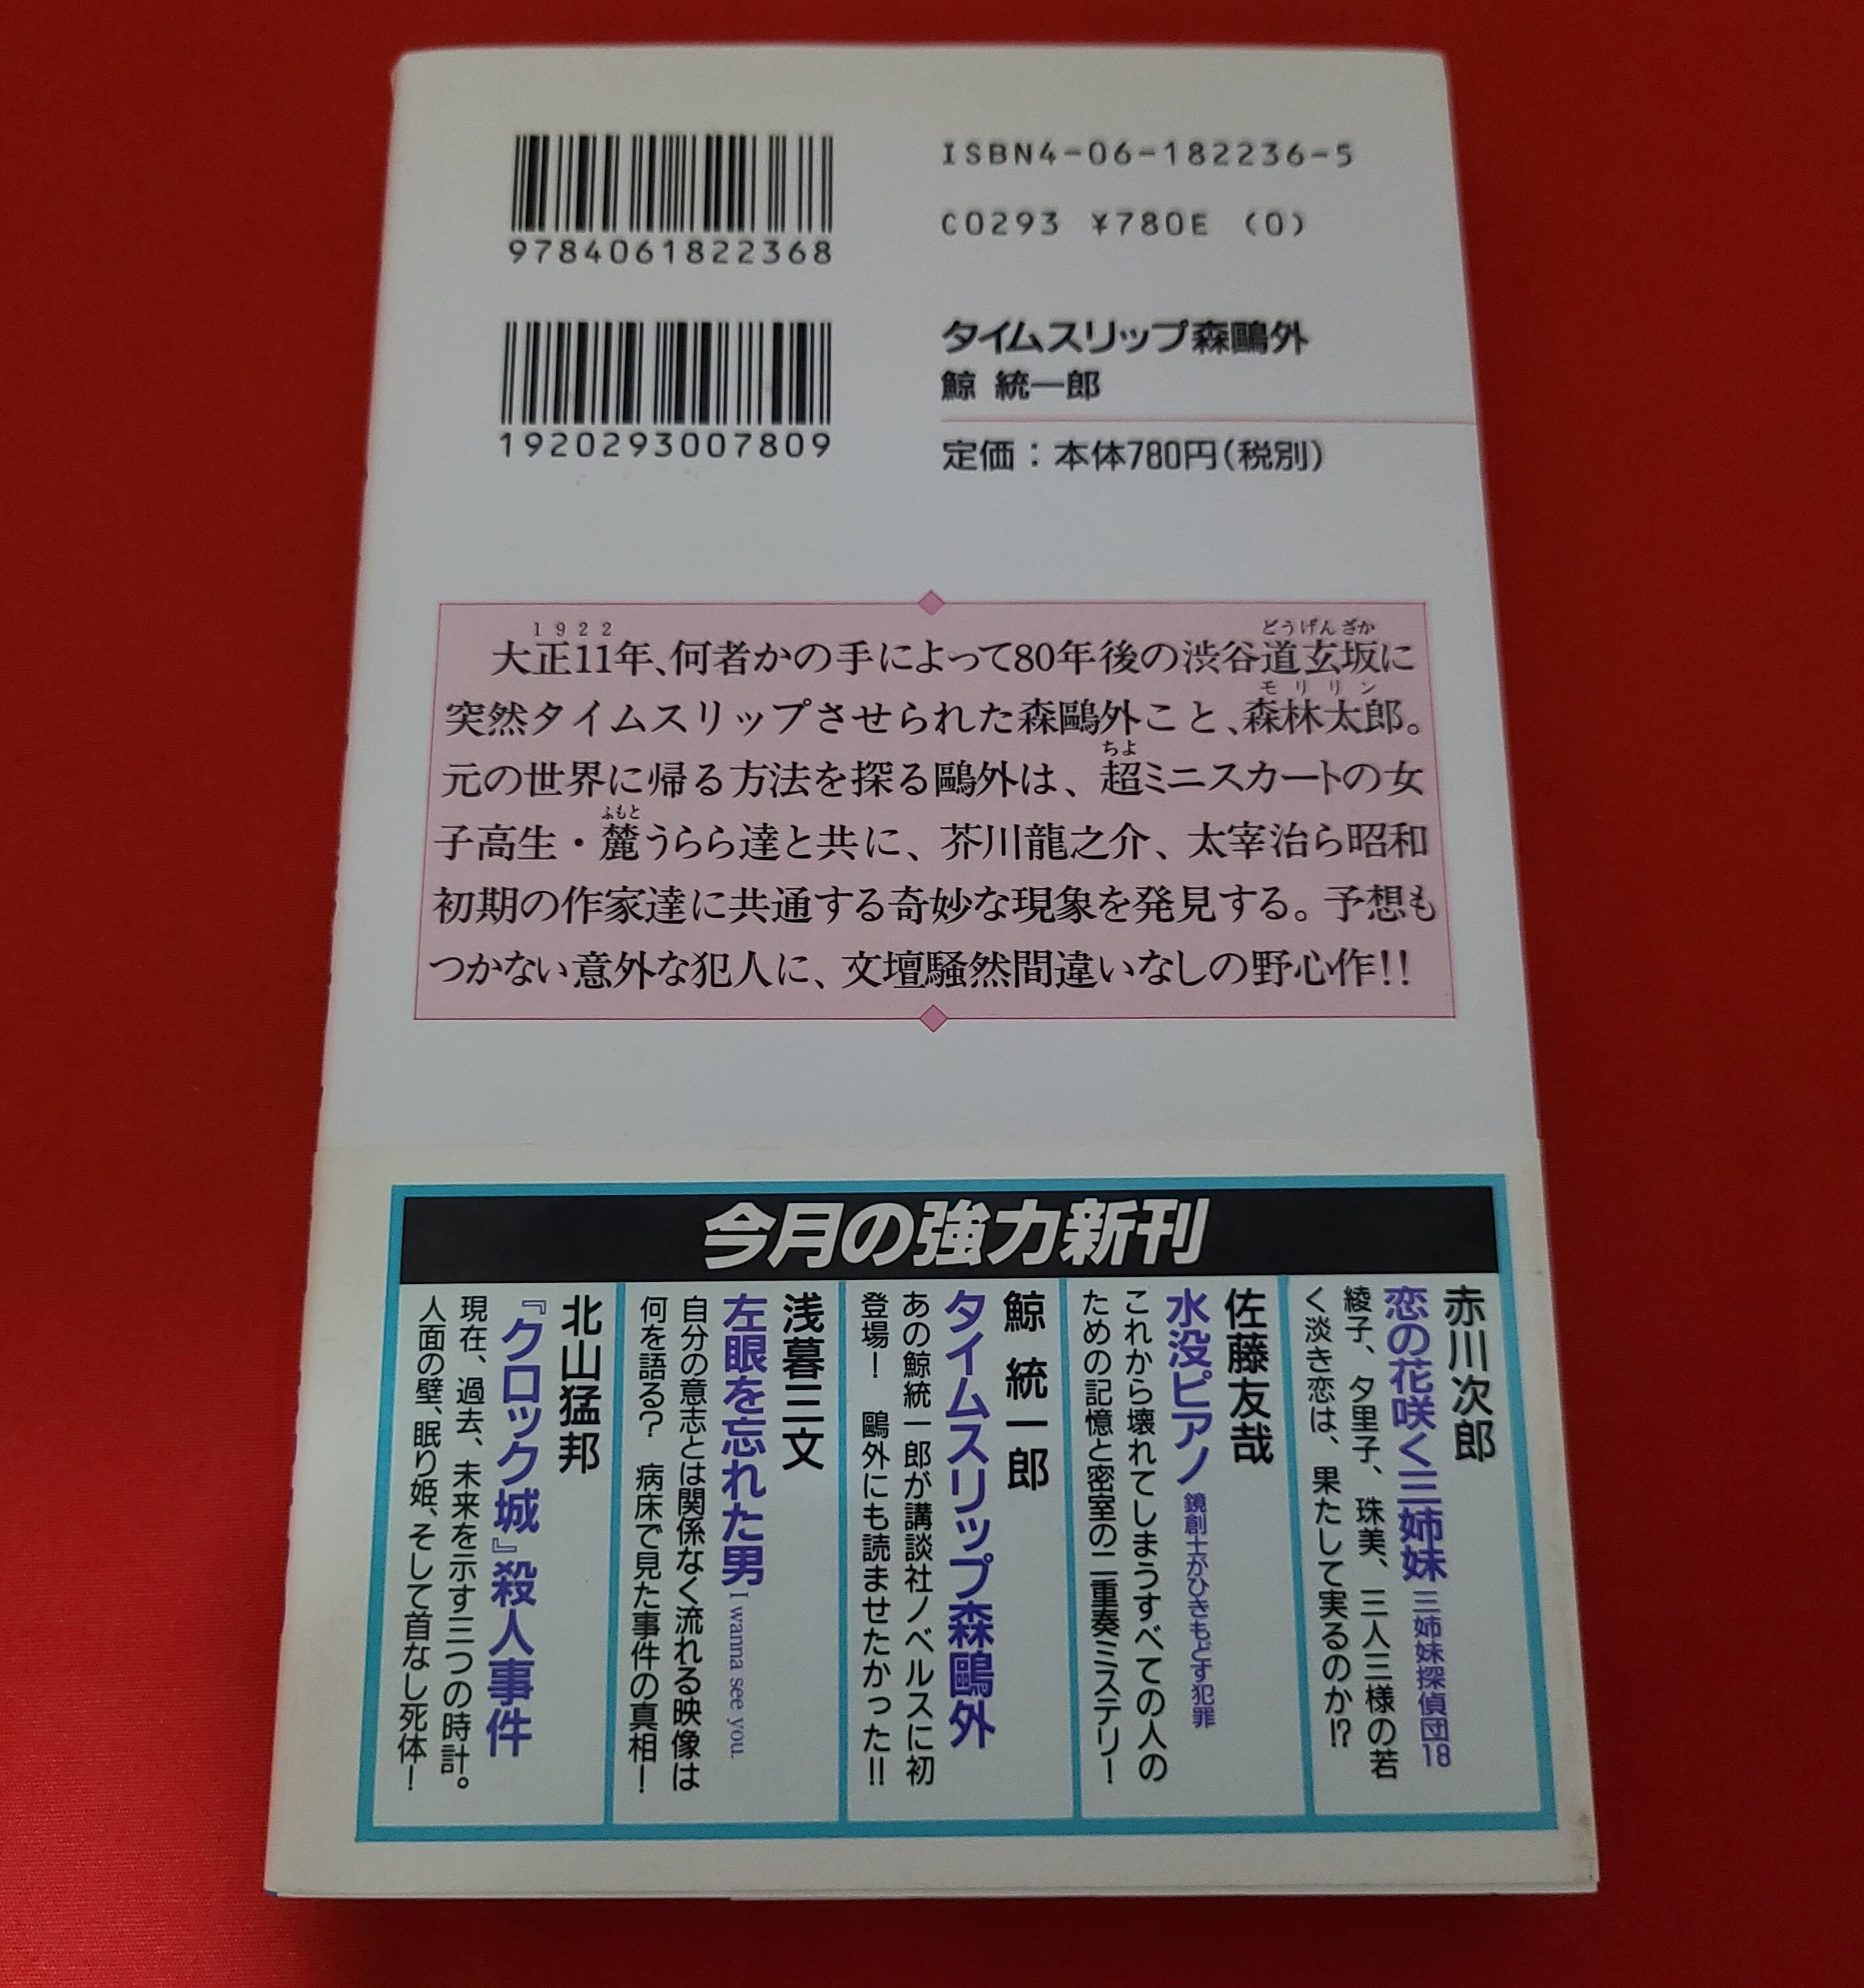 ISBN4-06-182236-5
C0293 ¥780E (0)
9784061822368
1920293007809
タイムスリップ森鷗外
鯨 統一郎
定価：本体780円(税別)
1922 どうげんざか
大正11年、何者かの手によって80年後の渋谷道玄坂に
モリリン
突然タイムスリップさせられた森鷗外こと、森林太郎。
ちよ
元の世界に帰る方法を探る鷗外は、超ミニスカートの女
ふもと
子高生・麓うらら達と共に、芥川龍之介、太宰治ら昭和
初期の作家達に共通する奇妙な現象を発見する。予想も
つかない意外な犯人に、文壇騒然間違いなしの野心作!!
今月の強力新刊
赤川次郎
恋の花咲く三姉妹 三姉妹探偵団18
綾子、夕里子、珠美、三人三様の若
く淡き恋は、果たして実るのか!?
佐藤友哉
水没ピアノ 鏡創士がひきもどす犯罪
これから壊れてしまうすべての人の
ための記憶と密室の二重奏ミステリー！
鯨 統一郎
タイムスリップ森鷗外
あの鯨統一郎が講談社ノベルスに初
登場！ 鷗外にも読ませたかった!!
浅暮三文
左眼を忘れた男 I wanna see you.
自分の意志とは関係なく流れる映像は
何を語る？ 病床で見た事件の真相！
北山猛邦
『クロック城』殺人事件
現在、過去、未来を示す三つの時計。
人面の壁、眠り姫、そして首なし死体！